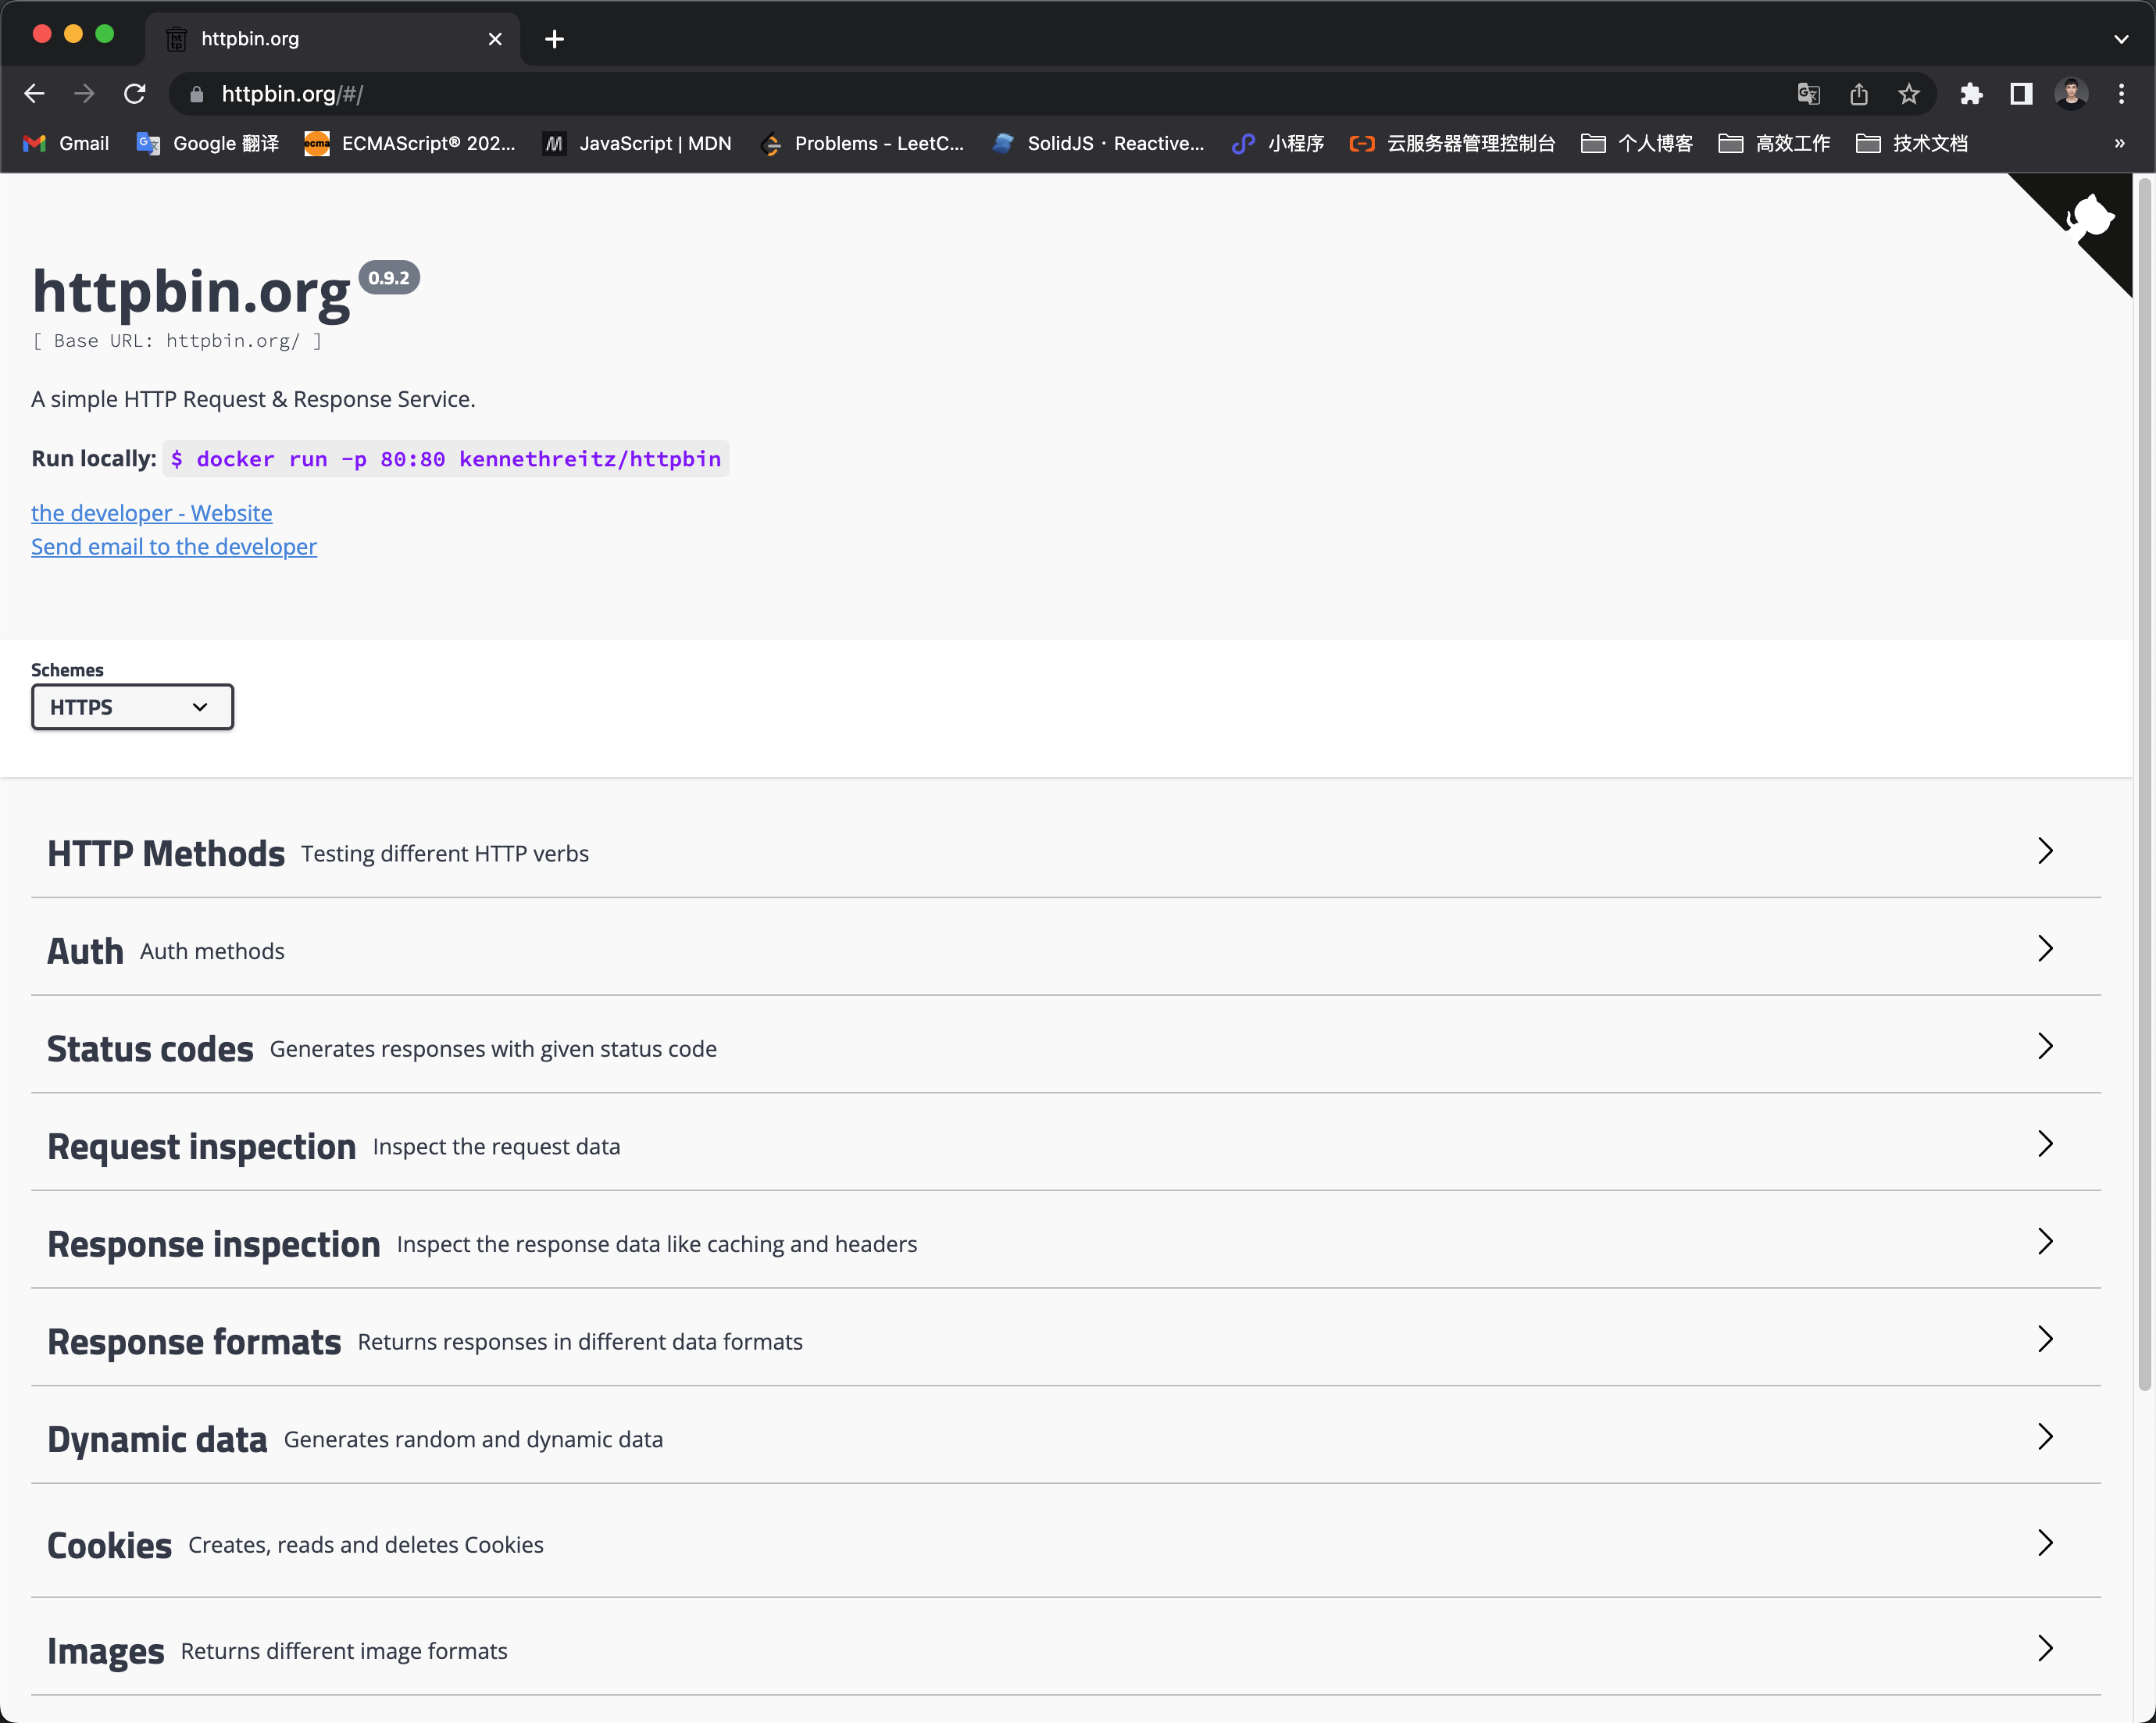 httpbin.org
httpbin.org/#/
Gmail
Google 翻译
ecma
ECMAScript® 202...
JavaScript | MDN
Problems - LeetC...
SolidJS · Reactive...
小程序
云服务器管理控制台
个人博客
高效工作
技术文档
»
httpbin.org 0.9.2
[ Base URL: httpbin.org/ ]
A simple HTTP Request & Response Service.
Run locally: $ docker run -p 80:80 kennethreitz/httpbin
the developer - Website
Send email to the developer
Schemes
HTTPS
HTTP Methods Testing different HTTP verbs
Auth Auth methods
Status codes Generates responses with given status code
Request inspection Inspect the request data
Response inspection Inspect the response data like caching and headers
Response formats Returns responses in different data formats
Dynamic data Generates random and dynamic data
Cookies Creates, reads and deletes Cookies
Images Returns different image formats